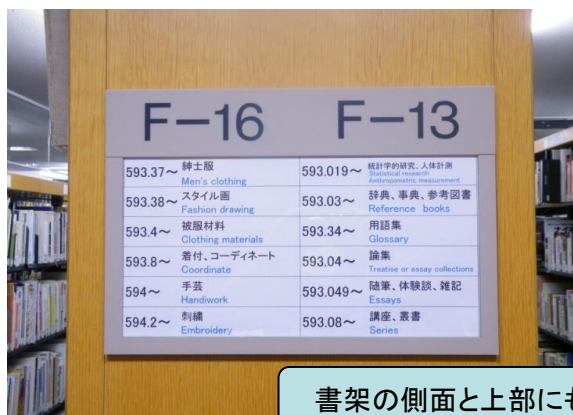 F－16
593.37～ 紳士服
Men's clothing
593.38～ スタイル画
Fashion drawing
593.4～ 被服材料
Clothing materials
593.8～ 着付、コーディネート
Coordinate
594～ 手芸
Handiwork
594.2～ 刺繍
Embroidery
F－13
593.019～ 統計学的研究、人体計測
Statistical research
Anthropometric measurement
593.03～ 辞典、事典、参考図書
Reference books
593.34～ 用語集
Glossary
593.04～ 論集
Treatise or essay collections
593.049～ 随筆、体験談、雑記
Essays
593.08～ 講座、叢書
Series
書架の側面と上部に